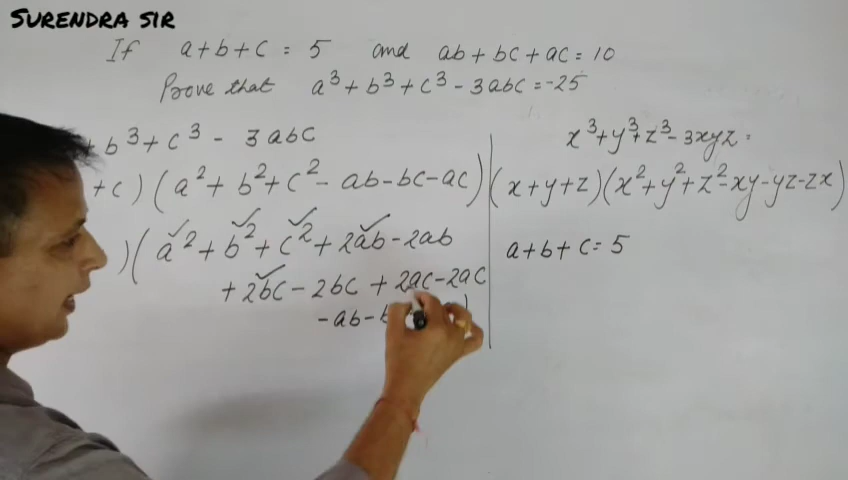 SURENDRA SIR
If a+b+c = 5 and ab+bc+ac = 10
Prove that a³+b³+c³-3abc = -25
+ b³+c³ - 3abc
+c) (a²+b²+c²-ab-bc-ac)
)(a²+b²+c²+2ab-2ab
+2bc-2bc+2ac-2ac
-ab-
x³+y³+z³-3xyz =
(x+y+z)(x²+y²+z²-xy-yz-zx)
a+b+c = 5